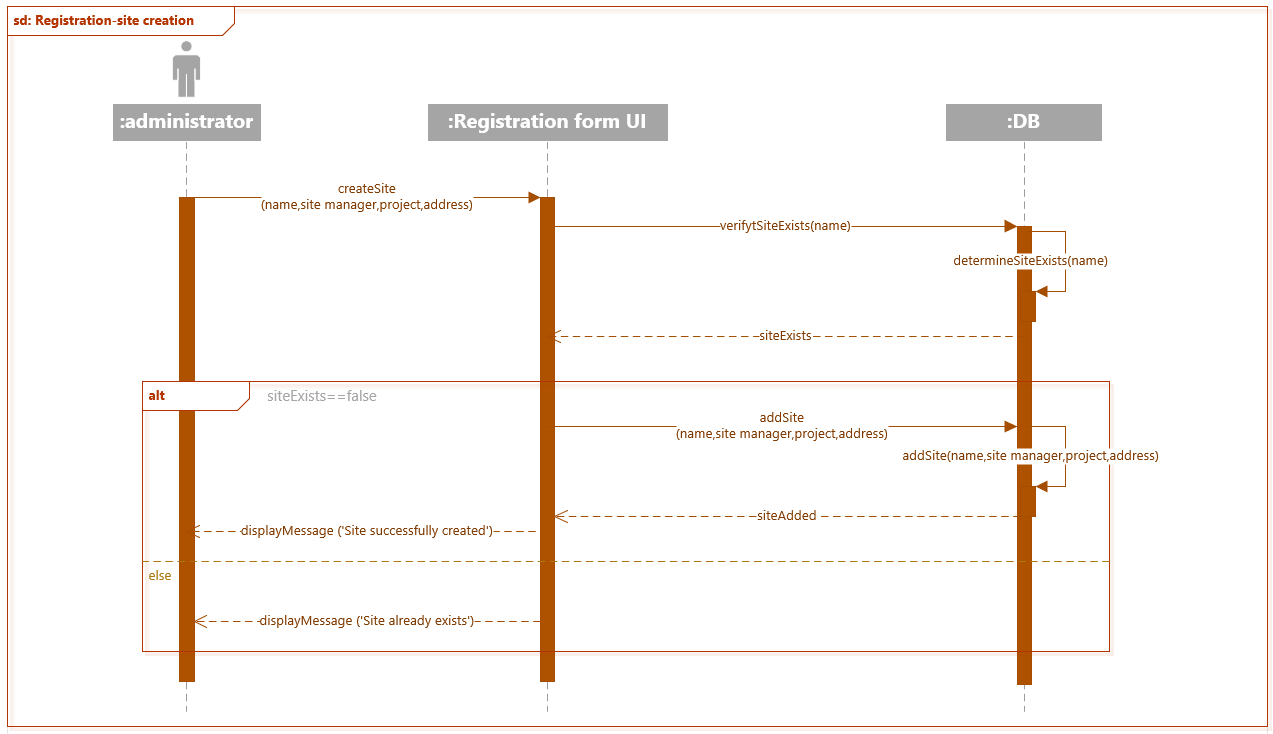 sd: Registration-site creation
:administrator
:Registration form UI
:DB
createSite
(name,site manager,project,address)
verifytSiteExists(name)
determineSiteExists(name)
siteExists
alt
siteExists==false
addSite
(name,site manager,project,address)
addSite(name,site manager,project,address)
siteAdded
displayMessage ('Site successfully created')
else
displayMessage ('Site already exists')